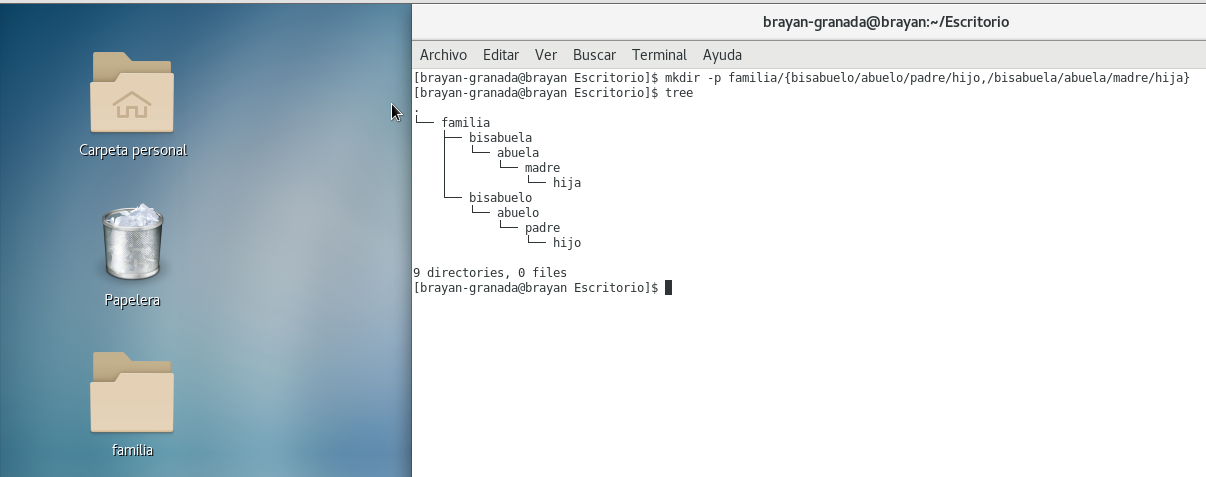 Carpeta personal
Papelera
familia
brayan-granada@brayan:~/Escritorio
Archivo Editar Ver Buscar Terminal Ayuda
[brayan-granada@brayan Escritorio]$ mkdir -p familia/{bisabuelo/abuelo/padre/hijo,/bisabuela/abuela/madre/hija}
[brayan-granada@brayan Escritorio]$ tree
.
└── familia
    ├── bisabuela
    │   └── abuela
    │       └── madre
    │           └── hija
    └── bisabuelo
        └── abuelo
            └── padre
                └── hijo
9 directories, 0 files
[brayan-granada@brayan Escritorio]$